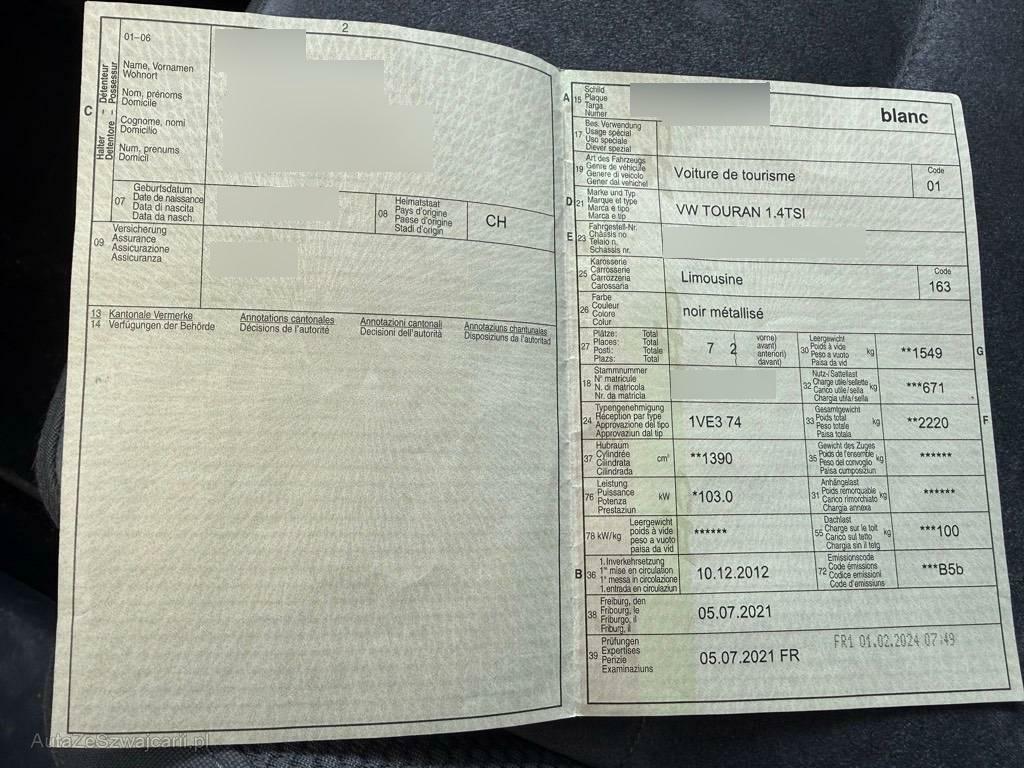 2
01–06
Halter – Détenteur
Detentore – Possessur
C
Name, Vornamen
Wohnort
Nom, prénoms
Domicile
Cognome, nomi
Domicilio
Num, prenums
Domicil
07
Geburtsdatum
Date de naissance
Data di nascita
Data da nasch.
08
Heimatstaat
Pays d'origine
Paese d'origine
Stadi d'origin
CH
09
Versicherung
Assurance
Assicurazione
Assicuranza
13 Kantonale Vermerke
Annotations cantonales
Annotazioni cantonali
Annotaziuns chantunalas
14 Verfügungen der Behörde
Décisions de l'autorité
Decisioni dell'autorità
Disposiziuns da l'autoritad
A 15
Schild
Plaque
Targa
Numer
blanc
17
Bes. Verwendung
Usage spécial
Uso speciale
Diever spezial
19
Art des Fahrzeugs
Genre de véhicule
Genere di veicolo
Gener dal vehichel
Voiture de tourisme
Code
01
D 21
Marke und Typ
Marque et type
Marca e tipo
Marca e tip
VW TOURAN 1.4TSI
E 23
Fahrgestell-Nr.
Châssis no
Telaio n.
Schassis nr.
25
Karosserie
Carrosserie
Carrozzeria
Carossaria
Limousine
Code
163
26
Farbe
Couleur
Colore
Colur
noir métallisé
27
Plätze: Total
Places: Total
Posti: Totale
Plazs: Total
7 2
vorne)
avant)
anteriori)
davant)
30
Leergewicht
Poids à vide
Peso a vuoto
Paisa da vid
kg
**1549
G
18
Stammnummer
N° matricule
N. di matricola
Nr. da matricla
32
Nutz-/Sattellast
Charge utile/sellette
Carico utile/sella
Chargia utila/sella
kg
***671
24
Typengenehmigung
Réception par type
Approvazione del tipo
Approvaziun dal tip
1VE3 74
33
Gesamtgewicht
Poids total
Peso totale
Paisa totala
kg
**2220
F
37
Hubraum
Cylindrée
Cilindrata
Cilindrada
cm³
**1390
35
Gewicht des Zuges
Poids de l'ensemble
Peso del convoglio
Paisa cumposiziun
kg
******
76
Leistung
Puissance
Potenza
Prestaziun
kW
*103.0
31
Anhängelast
Poids remorquable
Carico rimorchiato
Chargia annexa
kg
******
78 kW/kg
Leergewicht
poids à vide
peso a vuoto
paisa da vid
******
55
Dachlast
Charge sur le toit
Carico sul tetto
Chargia sin il tetg
kg
***100
B 36
1.Inverkehrsetzung
1re mise en circulation
1a messa in circolazione
1.entrada en circulaziun
10.12.2012
72
Emissionscode
Code émissions
Codice emissioni
Code d'emissiuns
***B5b
38
Freiburg, den
Fribourg, le
Friburgo, il
Friburg, il
05.07.2021
39
Prüfungen
Expertises
Perizie
Examinaziuns
05.07.2021 FR
FR1 01.02.2024 07:49
AutazeSzwajcarii.pl